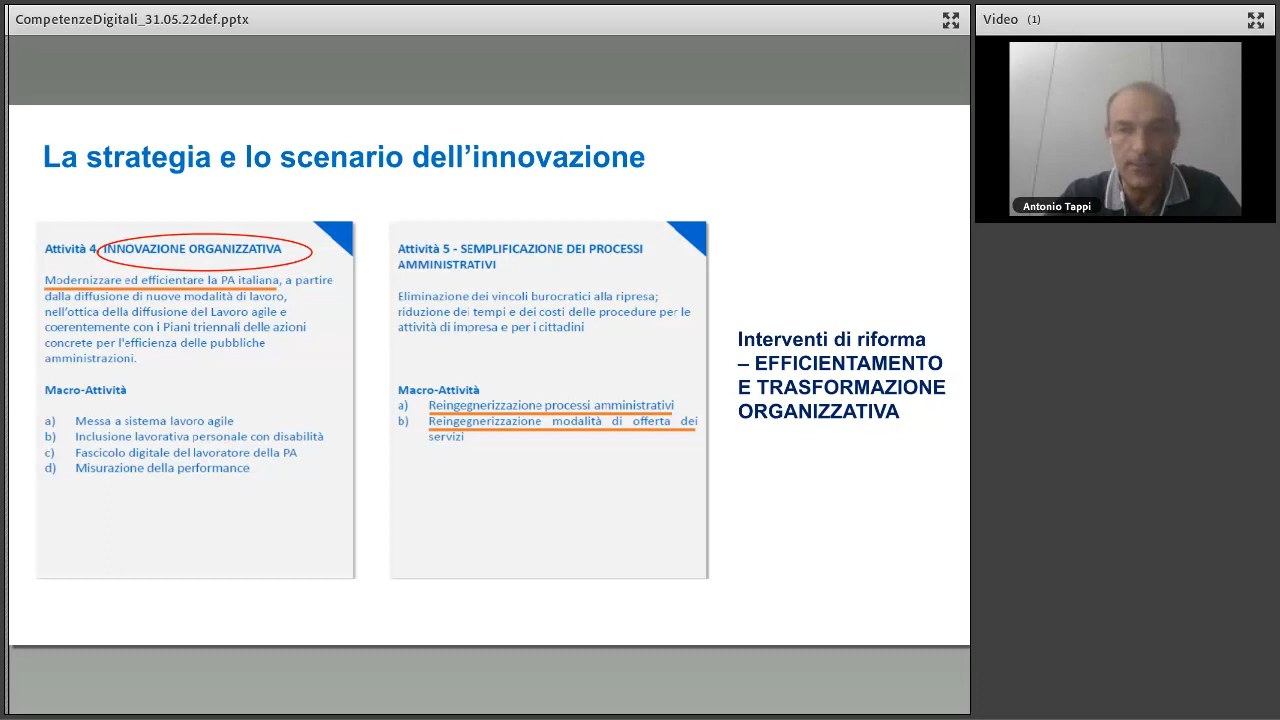 CompetenzeDigitali_31.05.22def.pptx
Video (1)
Antonio Tappi
La strategia e lo scenario dell’innovazione
Attività 4 INNOVAZIONE ORGANIZZATIVA
Modernizzare ed efficientare la PA italiana, a partire
dalla diffusione di nuove modalità di lavoro,
nell'ottica della diffusione del Lavoro agile e
coerentemente con i Piani triennali delle azioni
concrete per l'efficienza delle pubbliche
amministrazioni.
Macro-Attività
a) Messa a sistema lavoro agile
b) Inclusione lavorativa personale con disabilità
c) Fascicolo digitale del lavoratore della PA
d) Misurazione della performance
Attività 5 - SEMPLIFICAZIONE DEI PROCESSI
AMMINISTRATIVI
Eliminazione dei vincoli burocratici alla ripresa;
riduzione dei tempi e dei costi delle procedure per le
attività di impresa e per i cittadini
Macro-Attività
a) Reingegnerizzazione processi amministrativi
b) Reingegnerizzazione modalità di offerta dei
servizi
Interventi di riforma
– EFFICIENTAMENTO
E TRASFORMAZIONE
ORGANIZZATIVA